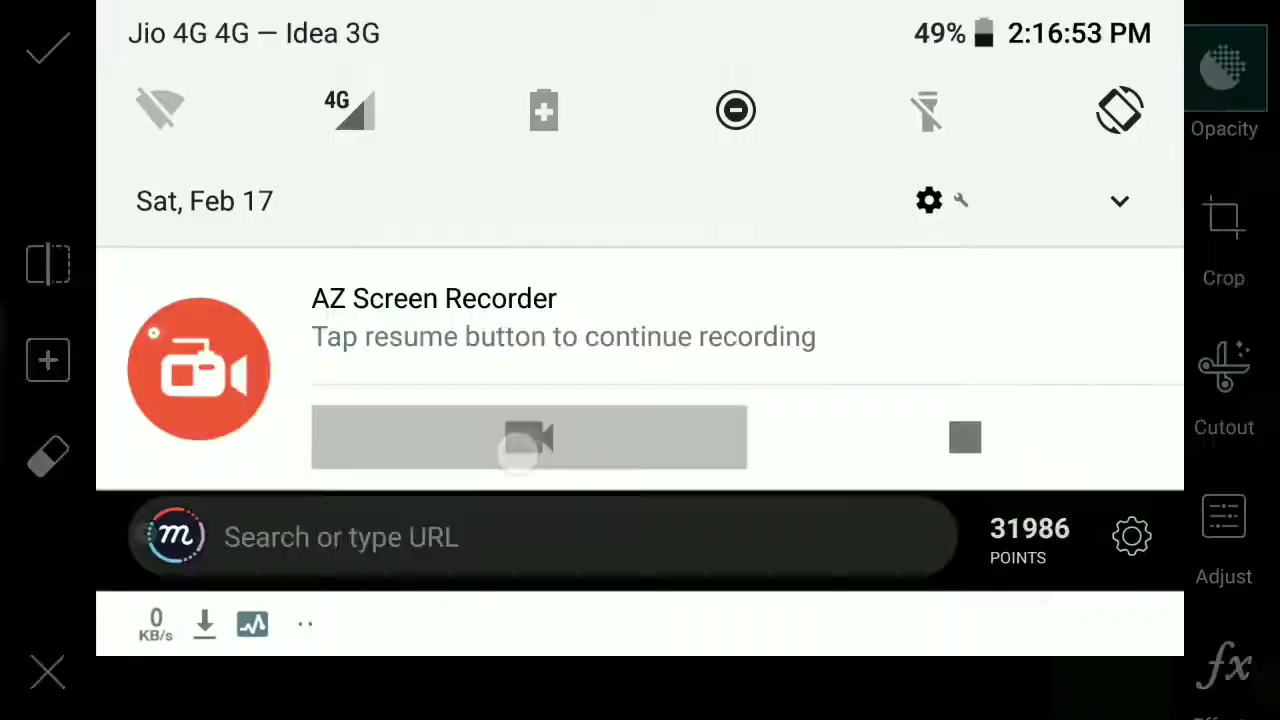 Jio 4G 4G — Idea 3G
49%
2:16:53 PM
4G
Sat, Feb 17
AZ Screen Recorder
Tap resume button to continue recording
m
Search or type URL
31986
POINTS
0
KB/s
Opacity
Crop
Cutout
Adjust
fx